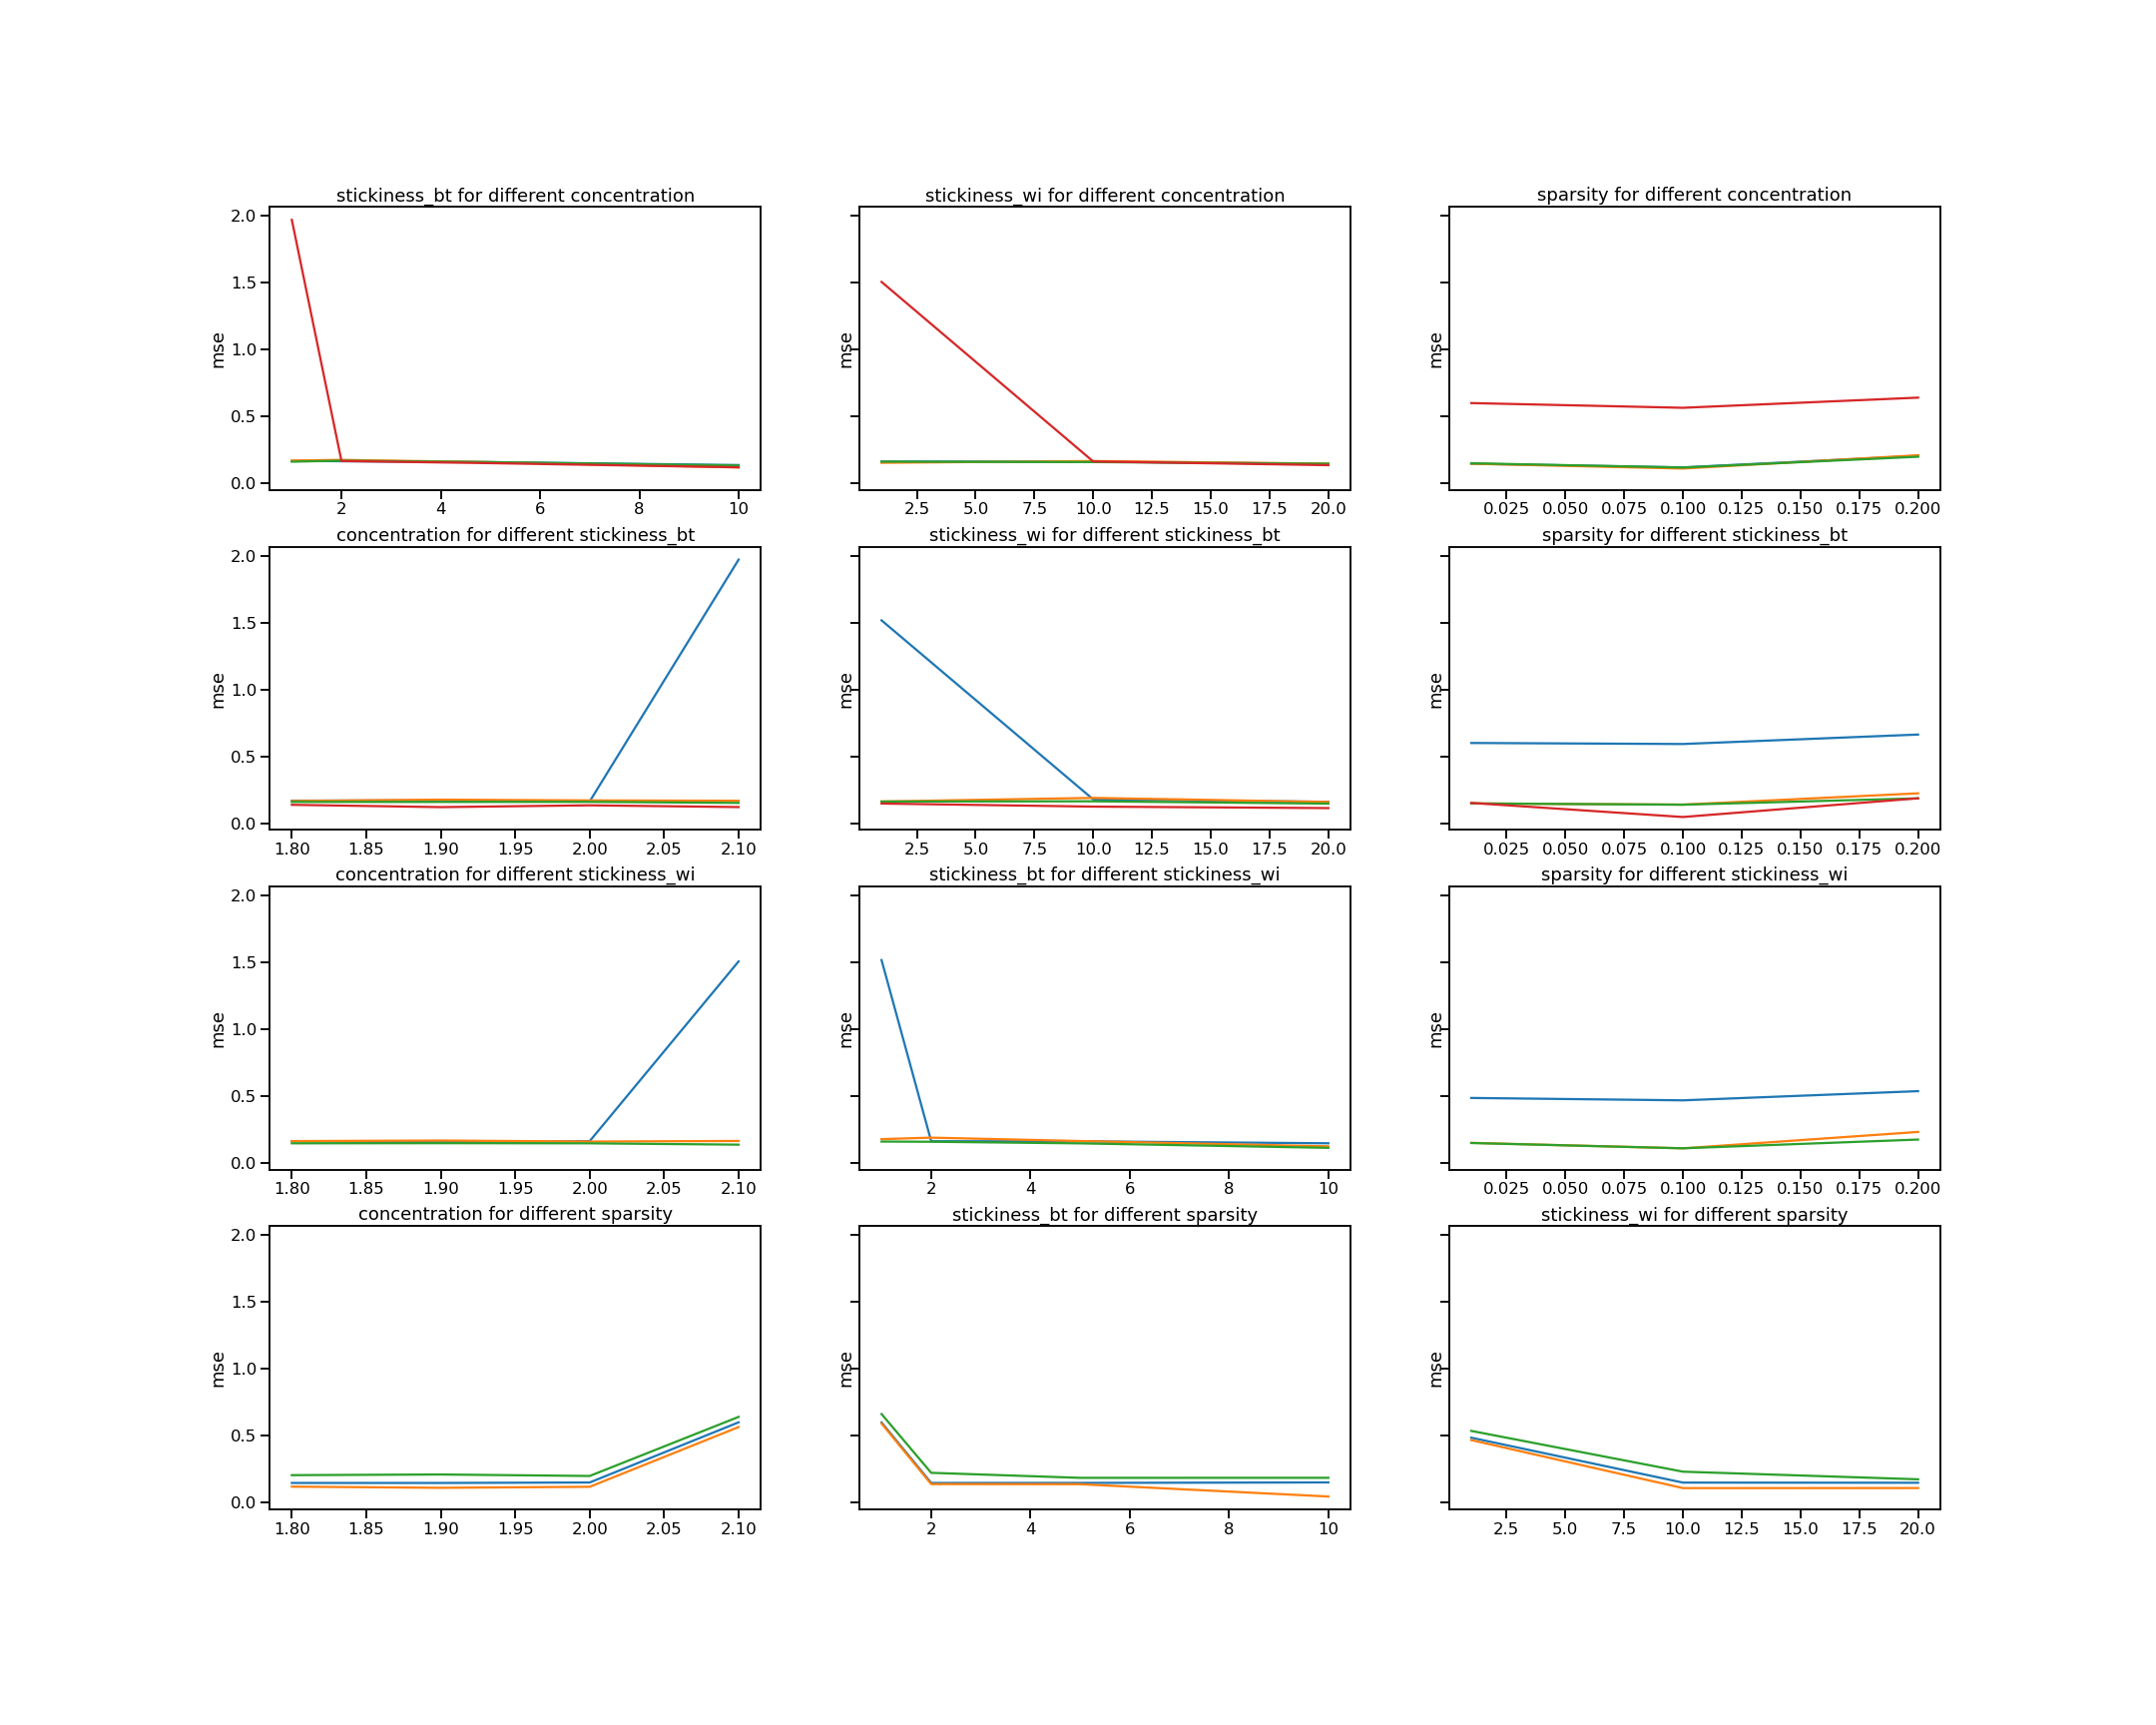 stickiness_bt for different concentration
stickiness_wi for different concentration
sparsity for different concentration
2.0
1.5
1.0
0.5
0.0
mse
mse
mse
2 4 6 8 10
2.5 5.0 7.5 10.0 12.5 15.0 17.5 20.0
0.025 0.050 0.075 0.100 0.125 0.150 0.175 0.200
concentration for different stickiness_bt
stickiness_wi for different stickiness_bt
sparsity for different stickiness_bt
2.0
1.5
1.0
0.5
0.0
mse
mse
mse
1.80 1.85 1.90 1.95 2.00 2.05 2.10
2.5 5.0 7.5 10.0 12.5 15.0 17.5 20.0
0.025 0.050 0.075 0.100 0.125 0.150 0.175 0.200
concentration for different stickiness_wi
stickiness_bt for different stickiness_wi
sparsity for different stickiness_wi
2.0
1.5
1.0
0.5
0.0
mse
mse
mse
1.80 1.85 1.90 1.95 2.00 2.05 2.10
2 4 6 8 10
0.025 0.050 0.075 0.100 0.125 0.150 0.175 0.200
concentration for different sparsity
stickiness_bt for different sparsity
stickiness_wi for different sparsity
2.0
1.5
1.0
0.5
0.0
mse
mse
mse
1.80 1.85 1.90 1.95 2.00 2.05 2.10
2 4 6 8 10
2.5 5.0 7.5 10.0 12.5 15.0 17.5 20.0